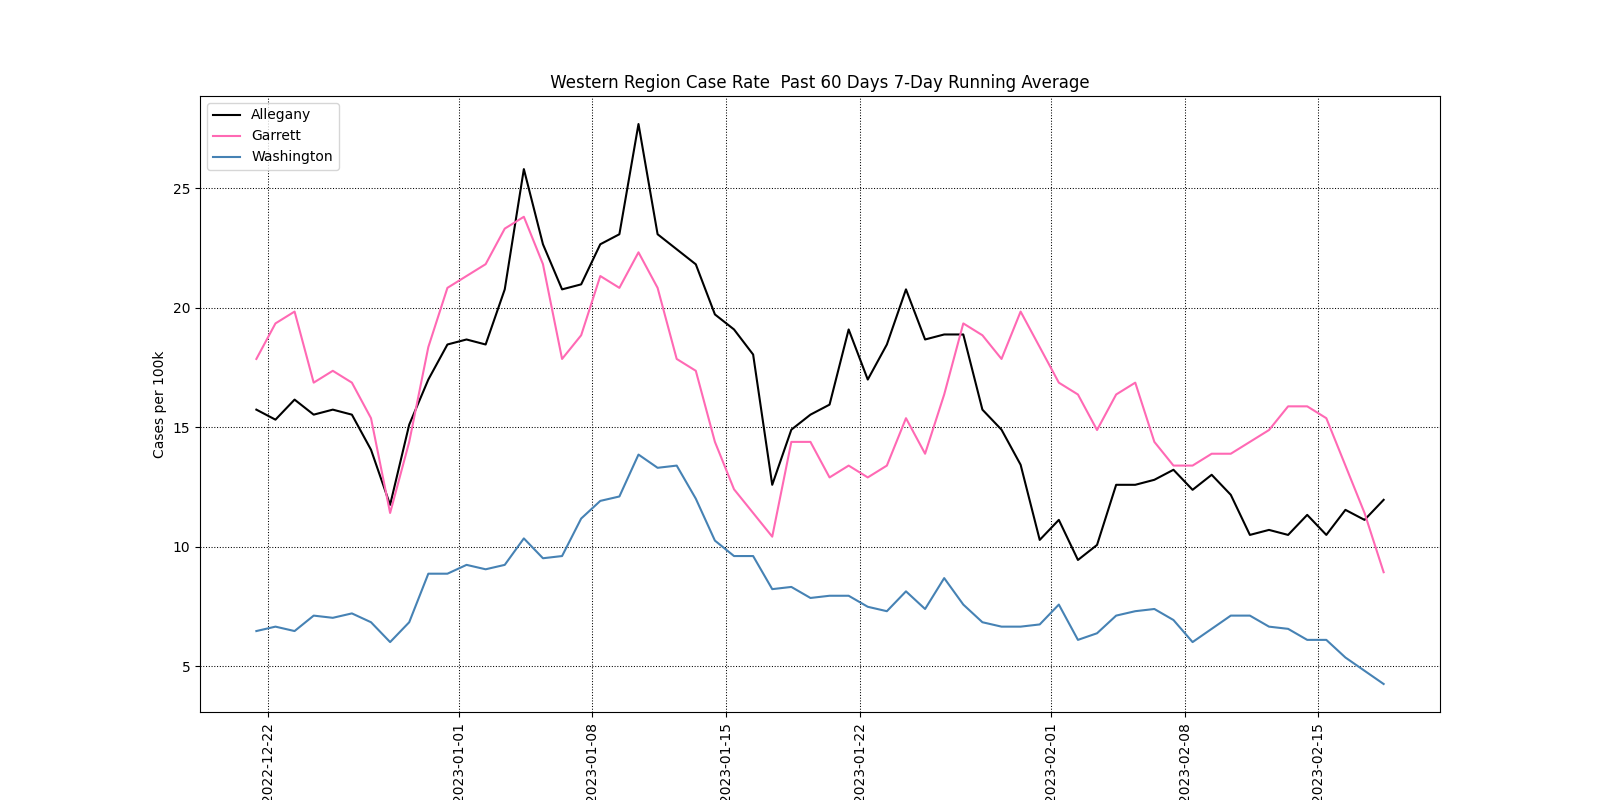 Western Region Case Rate  Past 60 Days 7-Day Running Average
Allegany
Garrett
Washington
Cases per 100k
25
20
15
10
5
2022-12-22
2023-01-01
2023-01-08
2023-01-15
2023-01-22
2023-02-01
2023-02-08
2023-02-15